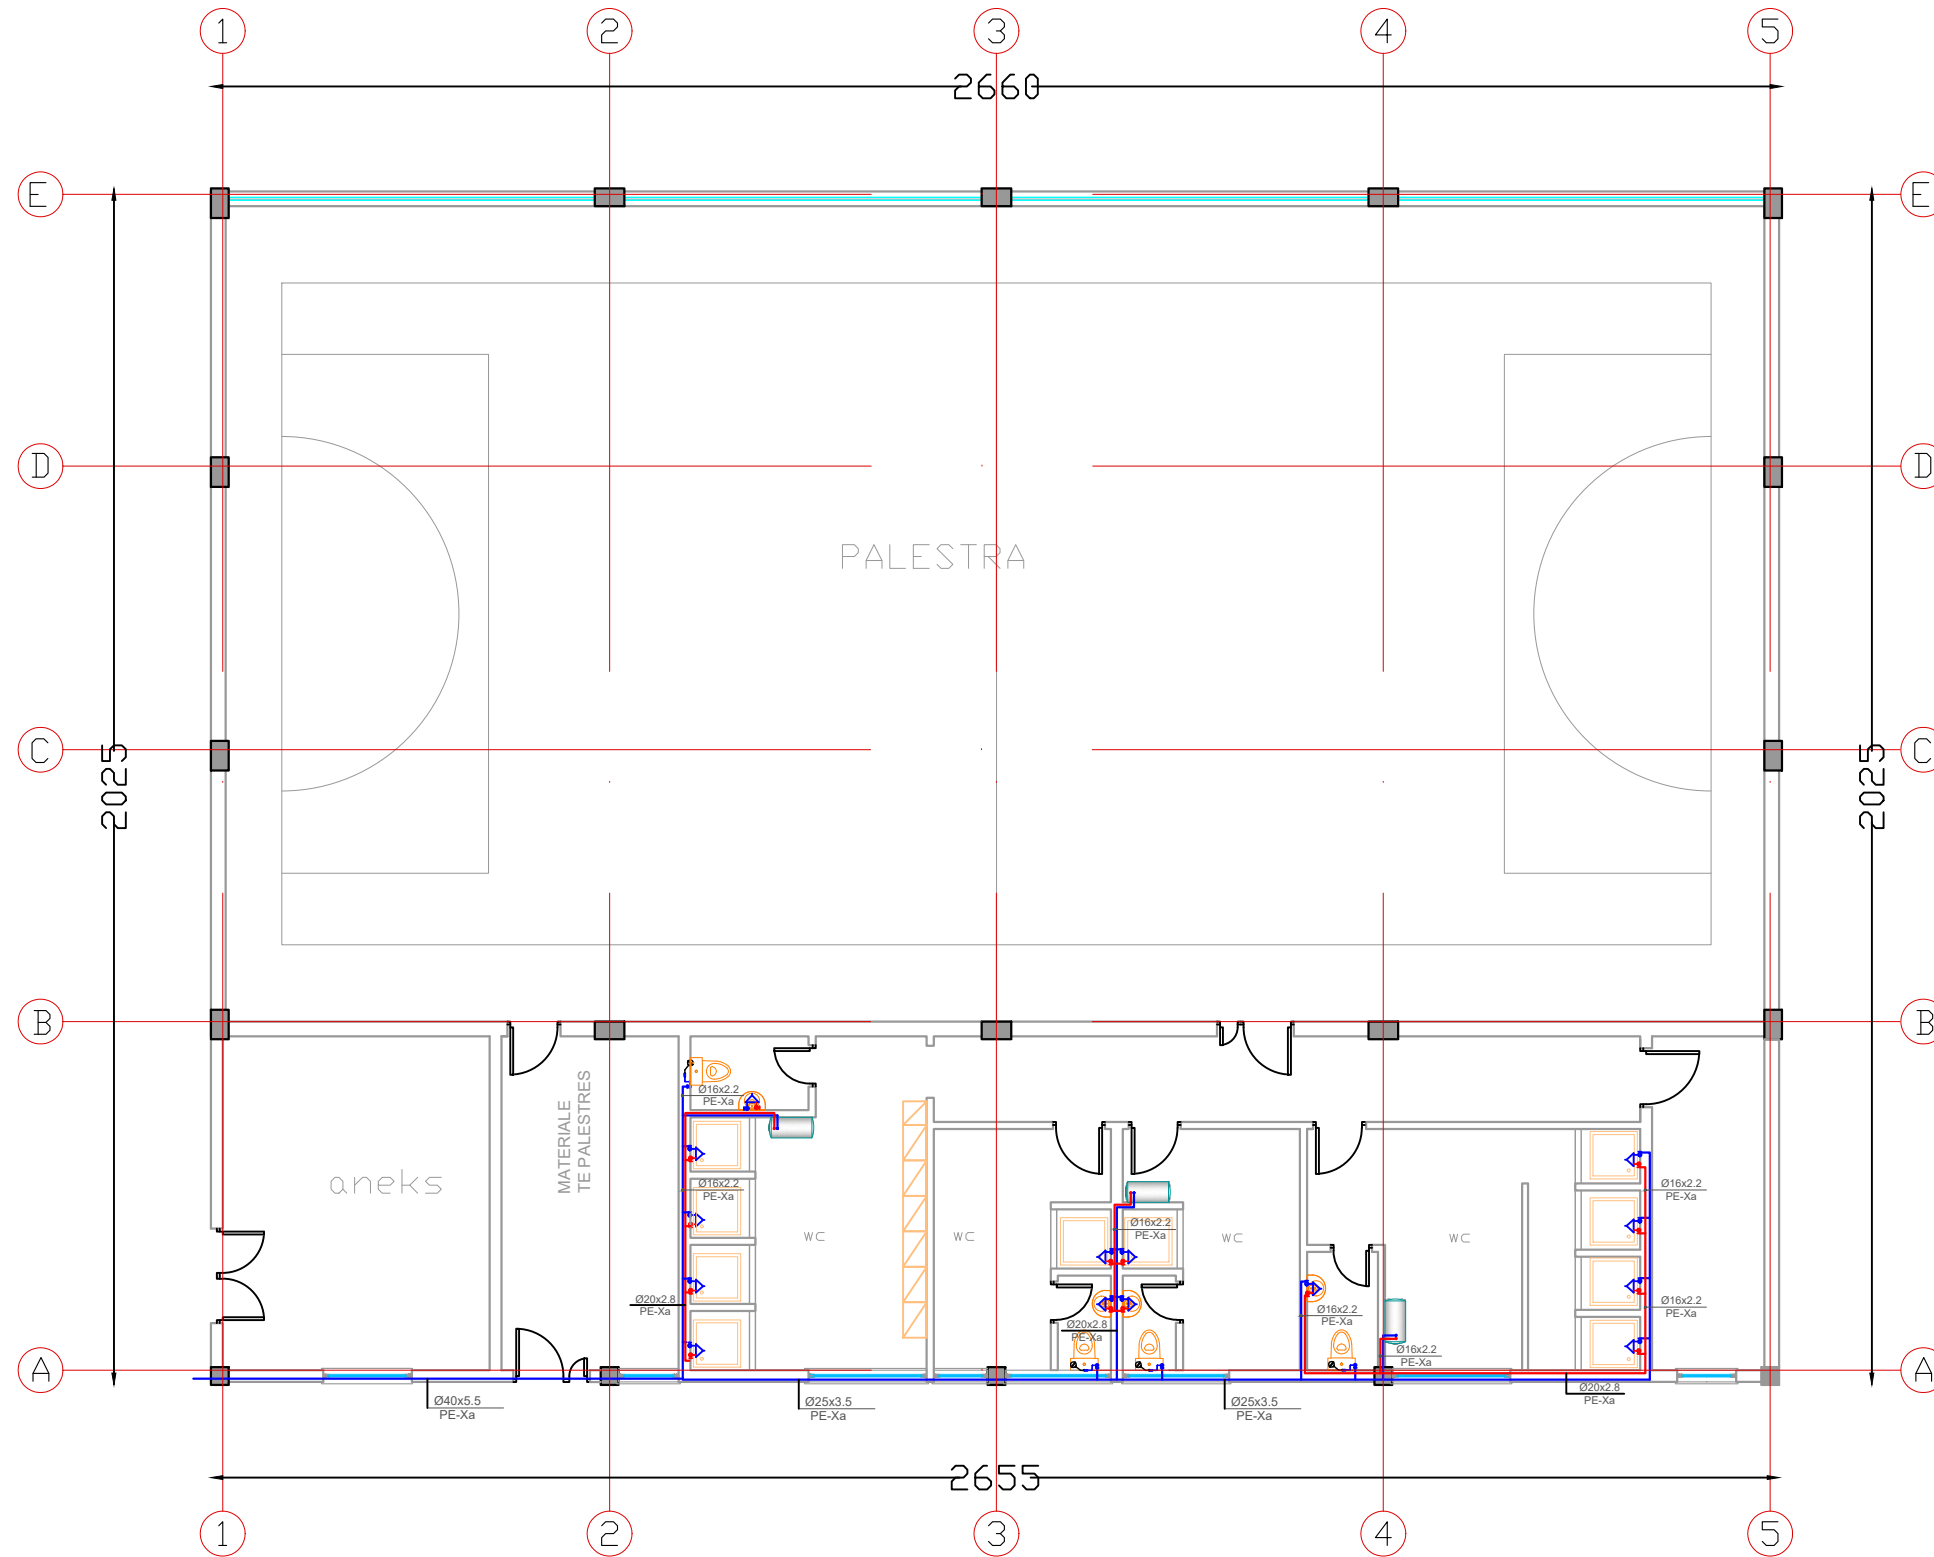 1 2 3 4 5
2660
E E
D D
PALESTRA
C C
2025 2025
B B
MATERIALE
TE PALESTRES
aneks
Ø16x2.2
PE-Xa
Ø16x2.2
PE-Xa
Ø20x2.8
PE-Xa
WC
WC
Ø16x2.2
PE-Xa
Ø20x2.8
PE-Xa
WC
WC
Ø16x2.2
PE-Xa
Ø16x2.2
PE-Xa
Ø16x2.2
PE-Xa
Ø16x2.2
PE-Xa
A A
Ø40x5.5
PE-Xa
Ø25x3.5
PE-Xa
Ø25x3.5
PE-Xa
Ø20x2.8
PE-Xa
2655
1 2 3 4 5